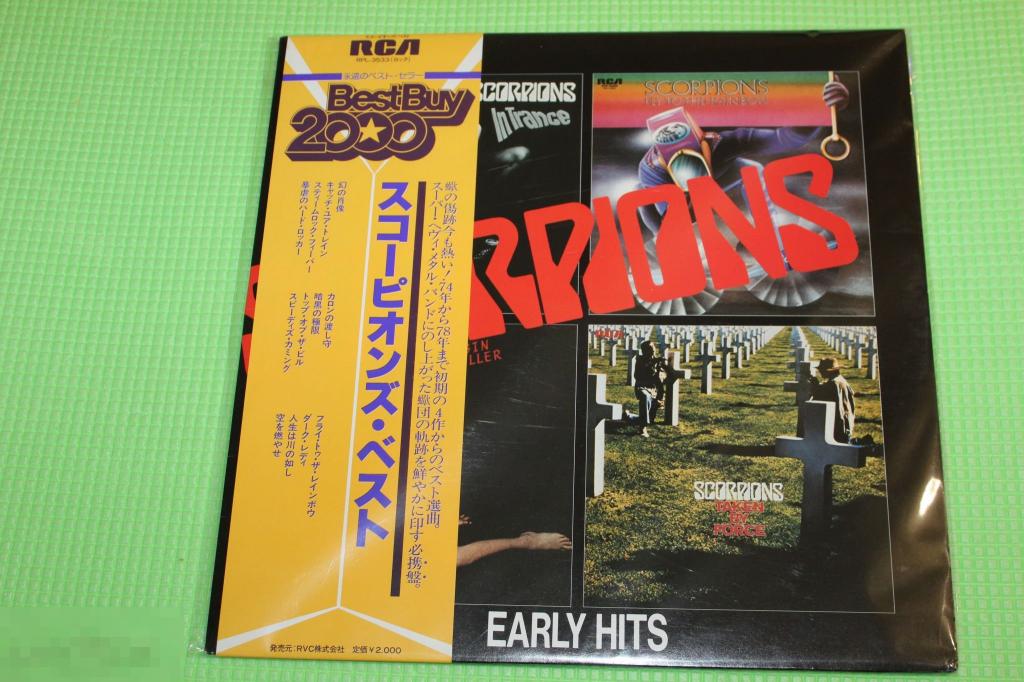 RCA
RPL-3533(ロック)
永遠のベスト・セラー
BestBuy
2000
蠍の傷跡今も熱い!74年から78年まで初期の4作からのベスト選曲。
スーパー・ヘヴィ・メタル・バンドにのし上がった蠍団の軌跡を鮮やかに印す必携盤。
スコーピオンズ・ベスト
幻の肖像
キャッチ・ユア・トレイン
スティームロック・フィーバー
暴虐のハード・ロッカー
カロンの渡し守
暗黒の極限
トップ・オブ・ザ・ビル
スピーディズ・カミング
フライ・トゥ・ザ・レインボウ
ダーク・レディ
人生は川の如し
空を燃やせ
発売元:RVC株式会社 定価¥2.000
SCORPIONS
In Trance
RCA
SCORPIONS
RPIONS
GIN
LLER
SCORPIONS
TAKEN
BY
FORCE
EARLY HITS